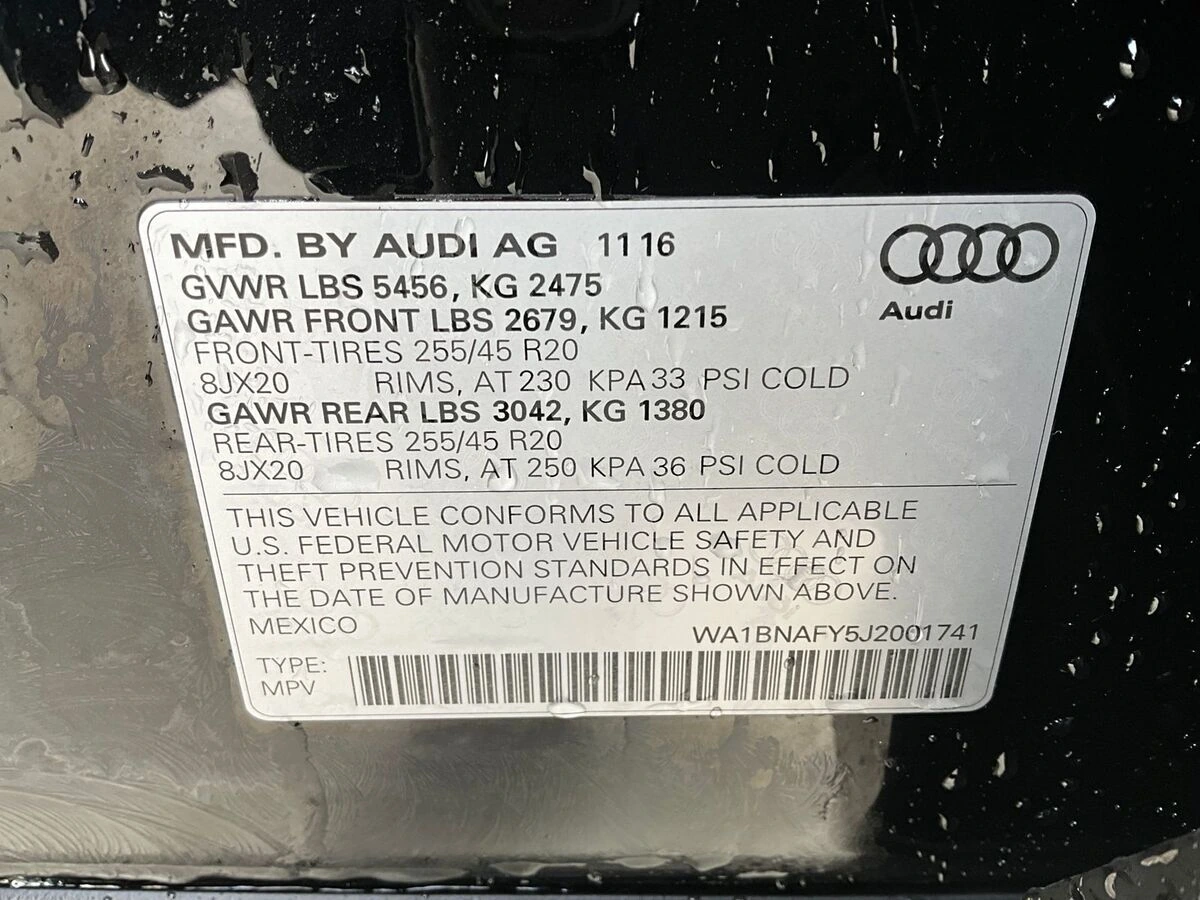 MFD. BY AUDI AG 11 16
Audi
GVWR LBS 5456, KG 2475
GAWR FRONT LBS 2679, KG 1215
FRONT-TIRES 255/45 R20
8JX20 RIMS, AT 230 KPA 33 PSI COLD
GAWR REAR LBS 3042, KG 1380
REAR-TIRES 255/45 R20
8JX20 RIMS, AT 250 KPA 36 PSI COLD
THIS VEHICLE CONFORMS TO ALL APPLICABLE
U.S. FEDERAL MOTOR VEHICLE SAFETY AND
THEFT PREVENTION STANDARDS IN EFFECT ON
THE DATE OF MANUFACTURE SHOWN ABOVE.
MEXICO WA1BNAFY5J2001741
TYPE:
MPV